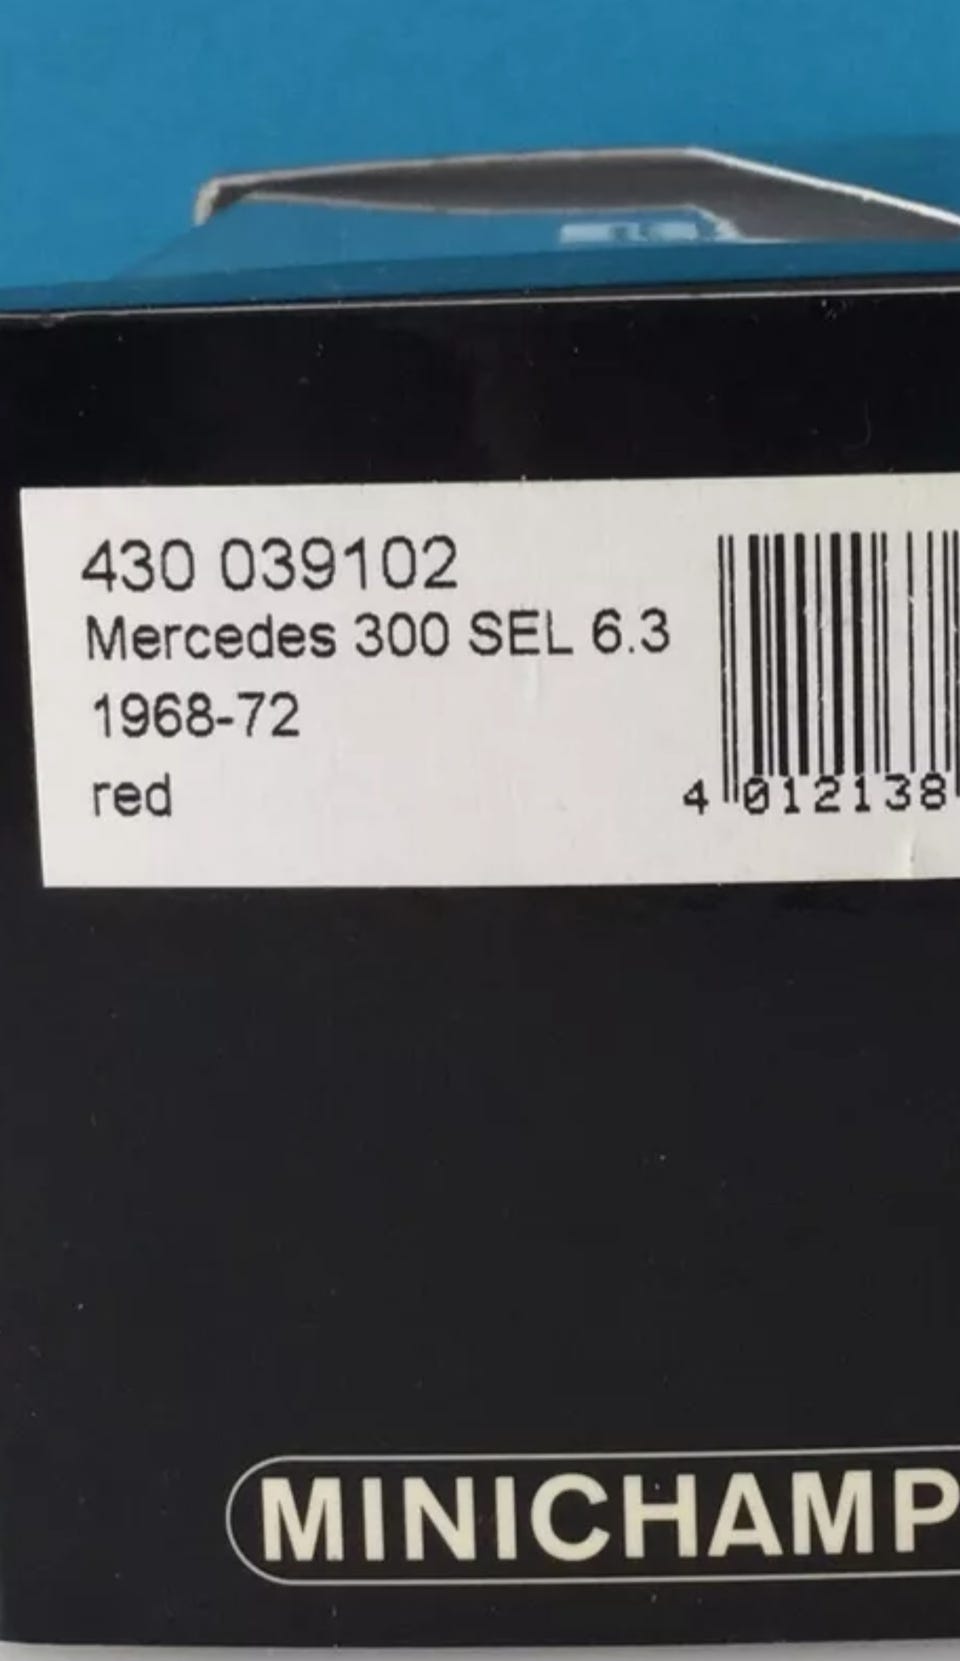 430 039102
Mercedes 300 SEL 6.3
1968-72
red
4 012138
MINICHAMP